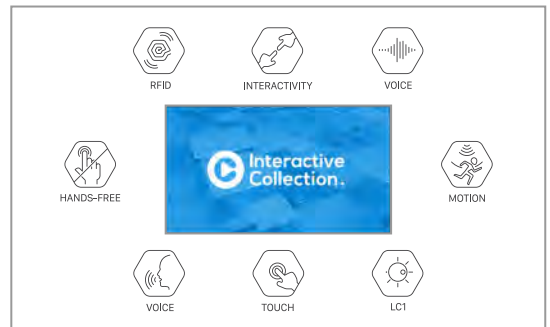 RFID
INTERACTIVITY
VOICE
Interactive
Collection.
HANDS-FREE
MOTION
VOICE
TOUCH
LC1